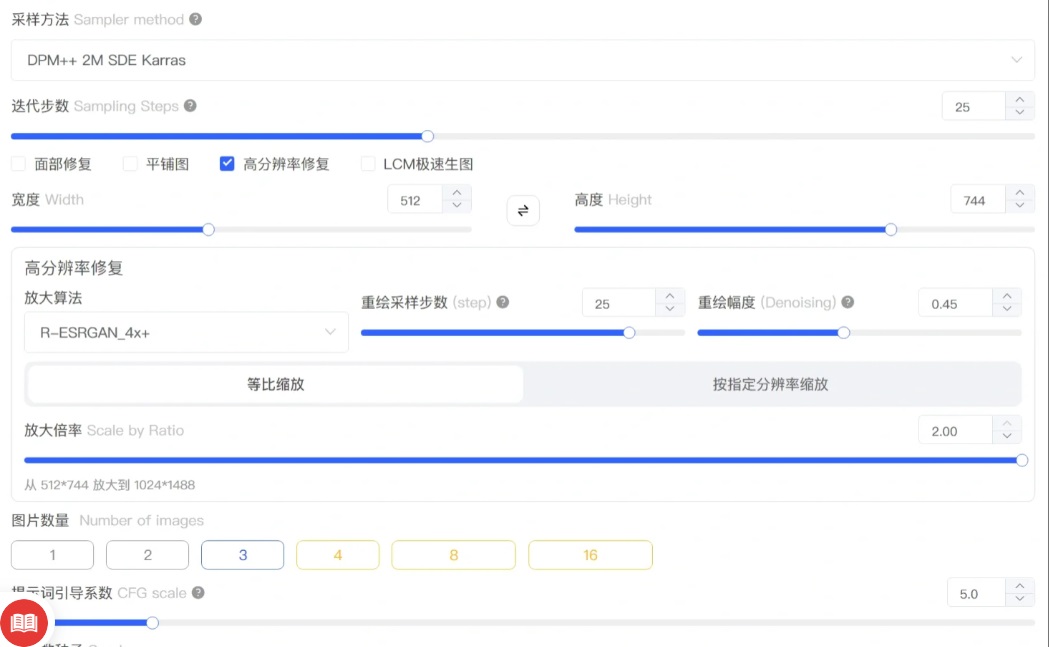 采样方法 Sampler method
DPM++ 2M SDE Karras
迭代步数 Sampling Steps 25
面部修复 平铺图 高分辨率修复 LCM极速生图
宽度 Width 512 高度 Height 744
高分辨率修复
放大算法 重绘采样步数 (step) 25 重绘幅度 (Denoising) 0.45
R-ESRGAN_4x+
等比缩放 按指定分辨率缩放
放大倍率 Scale by Ratio 2.00
从 512*744 放大到 1024*1488
图片数量 Number of images
1 2 3 4 8 16
提示词引导系数 CFG scale 5.0